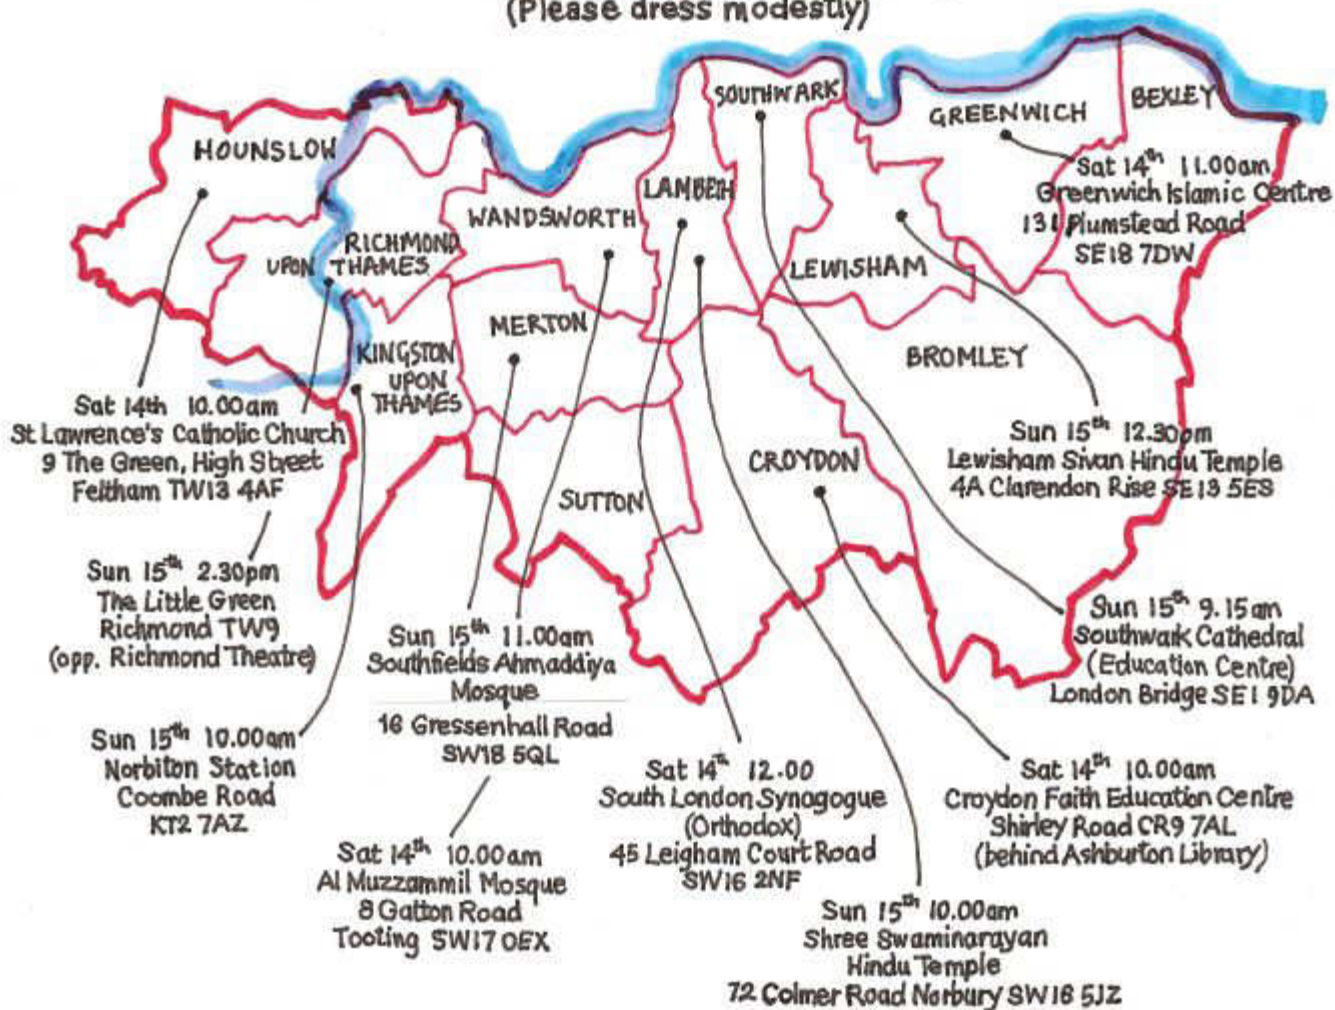 (Please dress modestly)
HOUNSLOW
SOUTHWARK
GREENWICH
BEXLEY
LAMBETH
WANDSWORTH
RICHMOND
UPON THAMES
LEWISHAM
MERTON
KINGSTON
UPON
THAMES
BROMLEY
CROYDON
SUTTON
Sat 14th 11.00am
Greenwich Islamic Centre
131 Plumstead Road
SE18 7DW
Sat 14th 10.00am
St Lawrence's Catholic Church
9 The Green, High Street
Feltham TW13 4AF
Sun 15th 12.30pm
Lewisham Sivan Hindu Temple
4A Clarendon Rise SE13 5ES
Sun 15th 2.30pm
The Little Green
Richmond TW9
(opp. Richmond Theatre)
Sun 15th 11.00am
Southfields Ahmaddiya
Mosque
16 Gressenhall Road
SW18 5QL
Sun 15th 9.15am
Southwark Cathedral
(Education Centre)
London Bridge SE1 9DA
Sun 15th 10.00am
Norbiton Station
Coombe Road
KT2 7AZ
Sat 14th 12.00
South London Synagogue
(Orthodox)
45 Leigham Court Road
SW16 2NF
Sat 14th 10.00am
Croydon Faith Education Centre
Shirley Road CR9 7AL
(behind Ashburton Library)
Sat 14th 10.00am
Al Muzzammil Mosque
8 Gatton Road
Tooting SW17 0EX
Sun 15th 10.00am
Shree Swaminarayan
Hindu Temple
72 Colmer Road Norbury SW16 5JZ